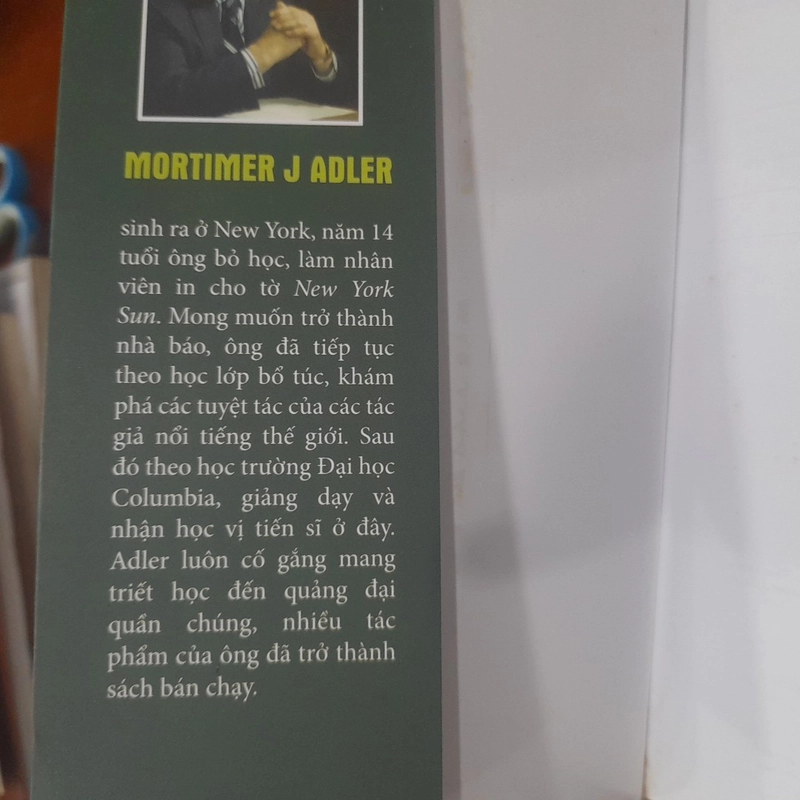 MORTIMER J ADLER
sinh ra ở New York, năm 14
tuổi ông bỏ học, làm nhân
viên in cho tờ New York
Sun. Mong muốn trở thành
nhà báo, ông đã tiếp tục
theo học lớp bổ túc, khám
phá các tuyệt tác của các tác
giả nổi tiếng thế giới. Sau
đó theo học trường Đại học
Columbia, giảng dạy và
nhận học vị tiến sĩ ở đây.
Adler luôn cố gắng mang
triết học đến quảng đại
quần chúng, nhiều tác
phẩm của ông đã trở thành
sách bán chạy.